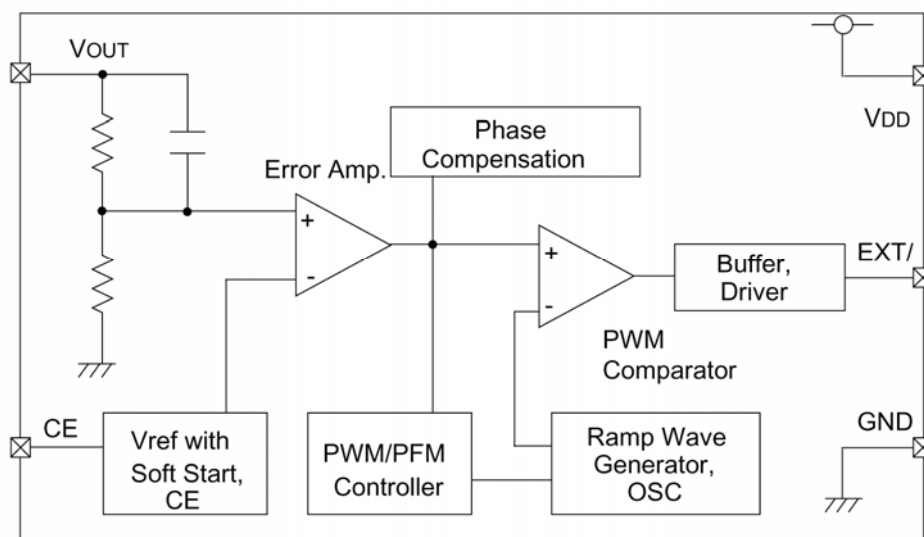 VOUT
Phase
Compensation
VDD
Error Amp.
+
-
+
-
Buffer,
Driver
EXT/
PWM
Comparator
CE
Vref with
Soft Start,
CE
PWM/PFM
Controller
Ramp Wave
Generator,
OSC
GND